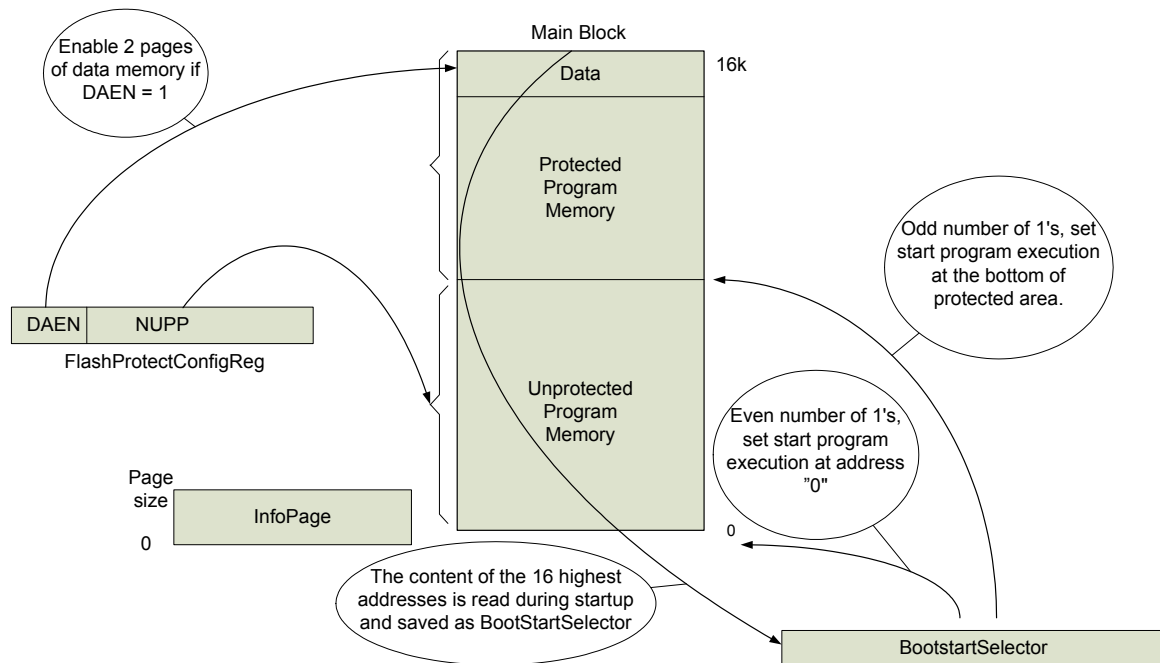 Main Block
Enable 2 pages
of data memory if
DAEN = 1
Data
16k
Protected
Program
Memory
Odd number of 1's, set
start program execution
at the bottom of
protected area.
DAEN
NUPP
FlashProtectConfigReg
Unprotected
Program
Memory
Even number of 1's,
set start program
execution at address
”0"
Page
size
0
InfoPage
0
The content of the 16 highest
addresses is read during startup
and saved as BootStartSelector
BootstartSelector